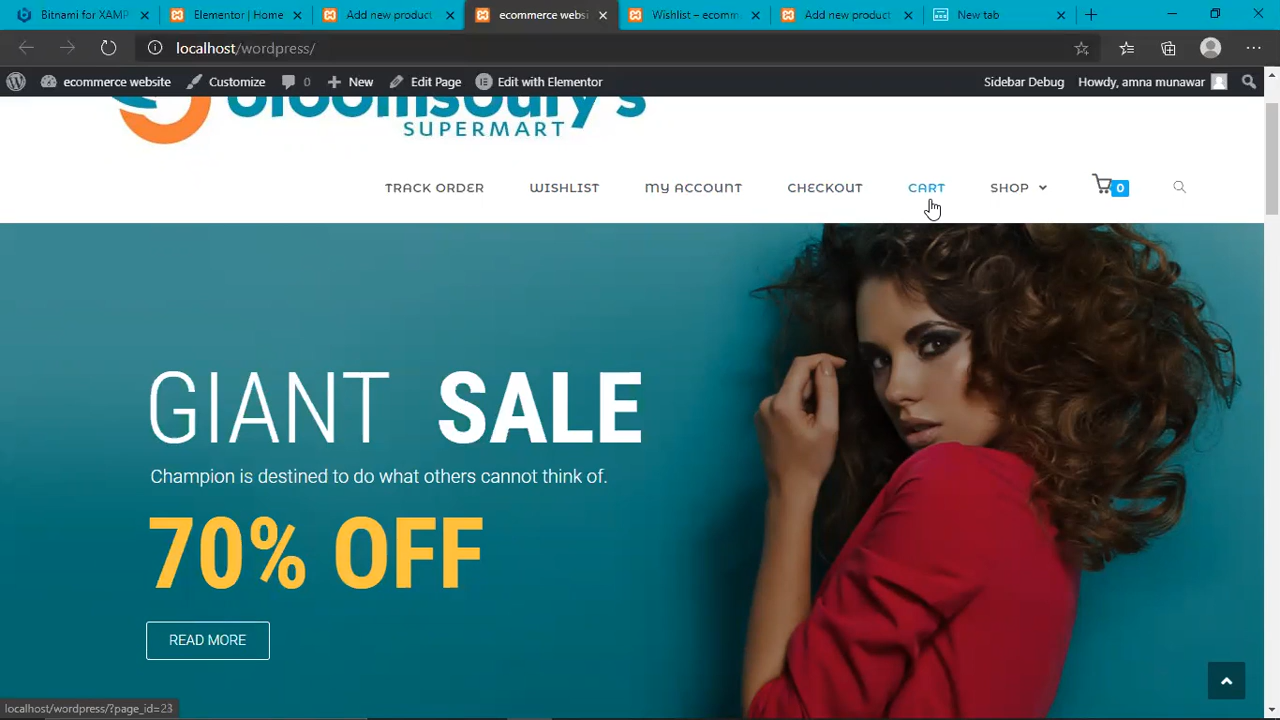 Bitnami for XAMP
Elementor | Home
Add new product
ecommerce websi
Wishlist – ecomm
Add new product
New tab
localhost/wordpress/
ecommerce website
Customize
0
New
Edit Page
Edit with Elementor
Sidebar Debug
Howdy, amna munawar
bloomsbury's
SUPERMART
TRACK ORDER
WISHLIST
MY ACCOUNT
CHECKOUT
CART
SHOP
0
GIANT SALE
Champion is destined to do what others cannot think of.
70% OFF
READ MORE
localhost/wordpress/?page_id=23